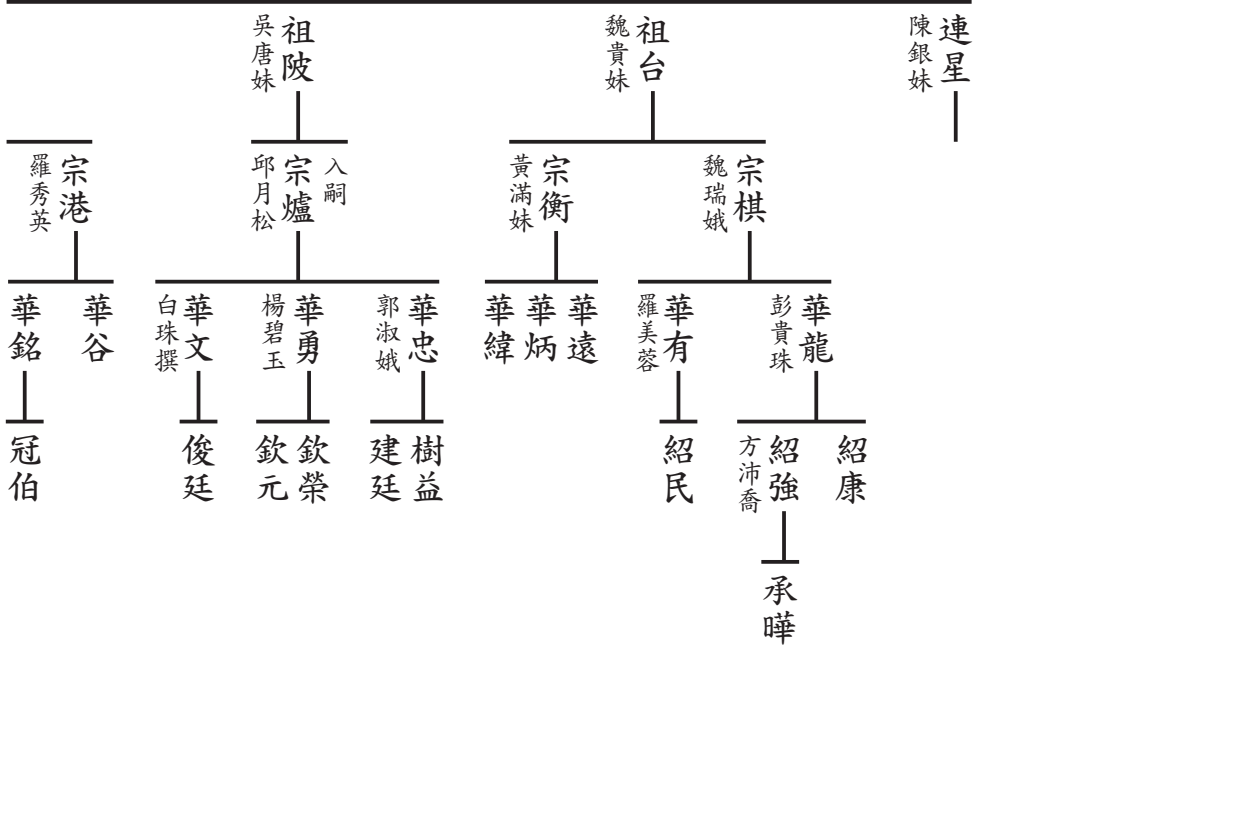 連星
陳銀妹
祖台
魏貴妹
祖陂
吳唐妹
宗棋
魏瑞娥
宗衡
黃滿妹
入嗣
宗爐
邱月松
宗港
羅秀英
華龍
彭貴珠
華有
羅美蓉
華遠
華炳
華緯
華忠
郭淑娥
華勇
楊碧玉
華文
白珠撰
華谷
華銘
紹康
紹強
方沛喬
紹民
樹益
建廷
欽榮
欽元
俊廷
冠伯
承曄